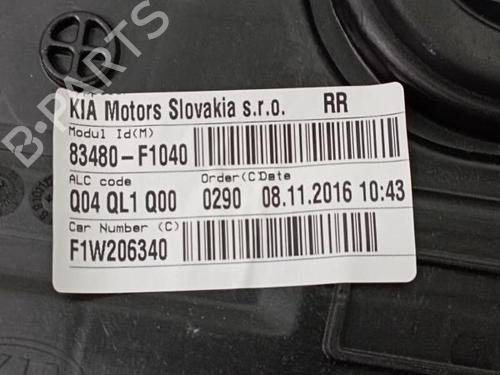 B-PARTS
KIA Motors Slovakia s.r.o. RR
Modul Id(M)
83480-F1040
ALC code Order(C)Date
Q04 QL1 Q00 0290 08.11.2016 10:43
Car Number (C)
F1W206340